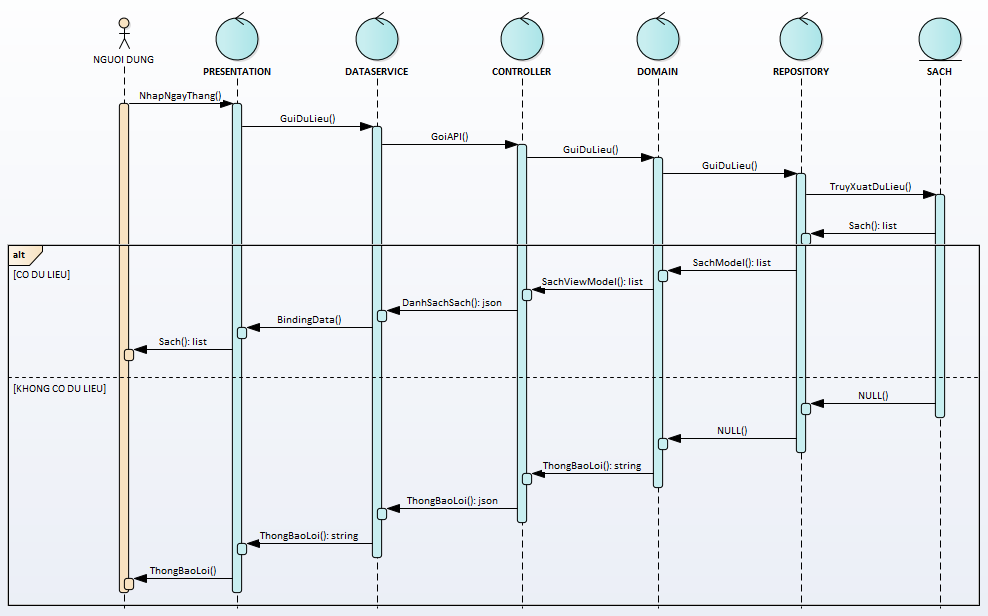 NGUOI DUNG
PRESENTATION
DATASERVICE
CONTROLLER
DOMAIN
REPOSITORY
SACH
NhapNgayThang()
GuiDuLieu()
GoiAPI()
GuiDuLieu()
GuiDuLieu()
TruyXuatDuLieu()
Sach(): list
alt
[CO DU LIEU]
SachModel(): list
SachViewModel(): list
DanhSachSach(): json
BindingData()
Sach(): list
[KHONG CO DU LIEU]
NULL()
NULL()
ThongBaoLoi(): string
ThongBaoLoi(): json
ThongBaoLoi(): string
ThongBaoLoi()